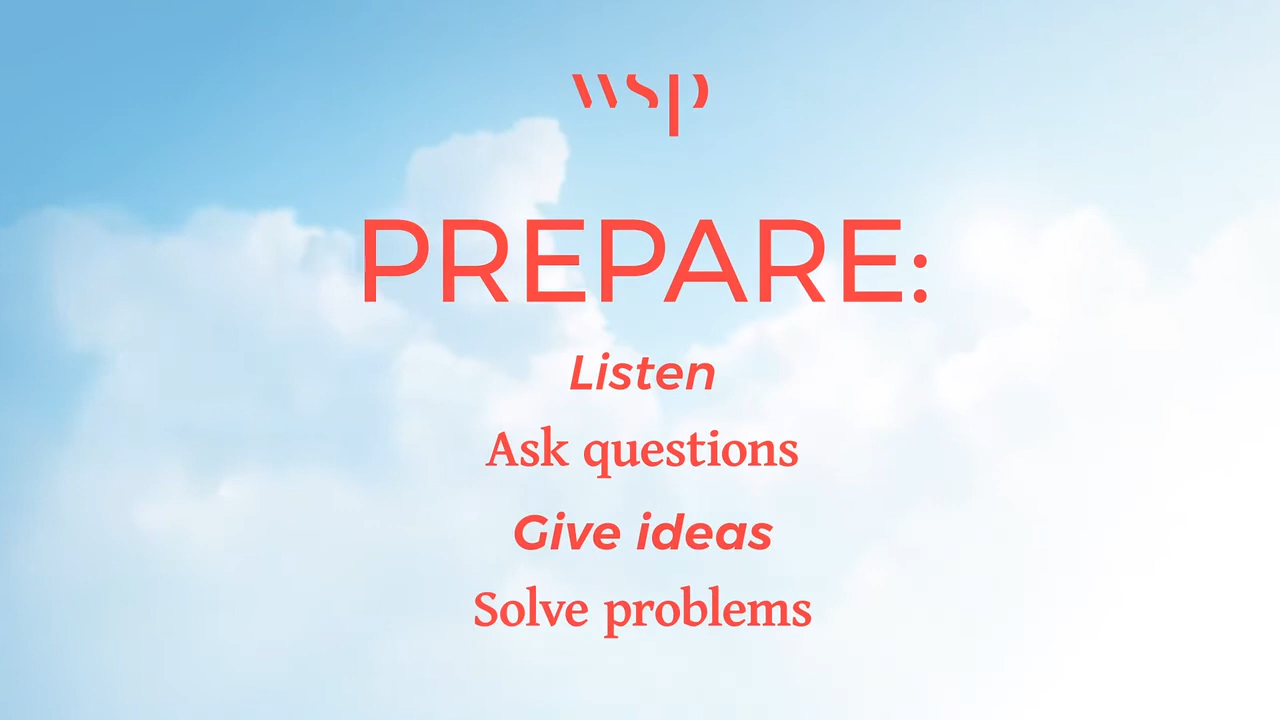 wsp
PREPARE:
Listen
Ask questions
Give ideas
Solve problems